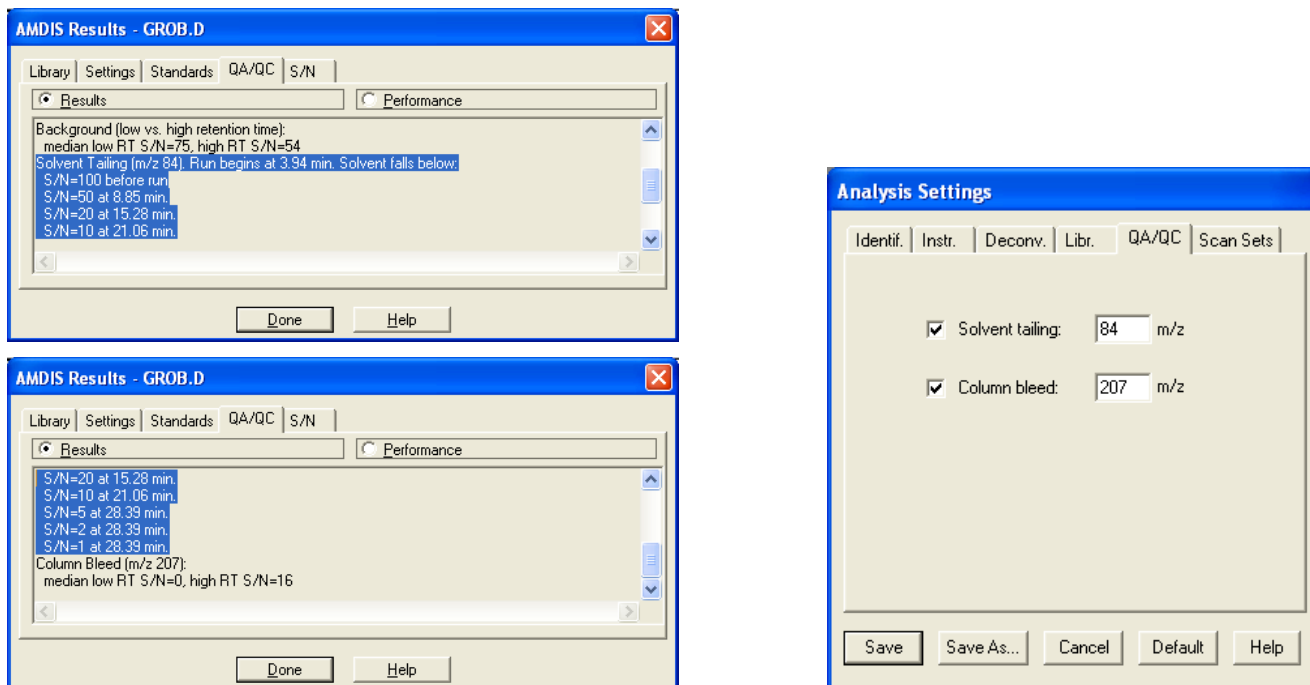 AMDIS Results - GROB.D
Library Settings Standards QA/QC S/N
Results Performance
Background (low vs. high retention time):
median low RT S/N=75, high RT S/N=54
Solvent Tailing (m/z 84). Run begins at 3.94 min. Solvent falls below:
S/N=100 before run
S/N=50 at 8.85 min.
S/N=20 at 15.28 min.
S/N=10 at 21.06 min.
Done Help
AMDIS Results - GROB.D
Library Settings Standards QA/QC S/N
Results Performance
S/N=20 at 15.28 min.
S/N=10 at 21.06 min.
S/N=5 at 28.39 min.
S/N=2 at 28.39 min.
S/N=1 at 28.39 min.
Column Bleed (m/z 207):
median low RT S/N=0, high RT S/N=16
Done Help
Analysis Settings
Identif. Instr. Deconv. Libr. QA/QC Scan Sets
Solvent tailing: 84 m/z
Column bleed: 207 m/z
Save Save As... Cancel Default Help